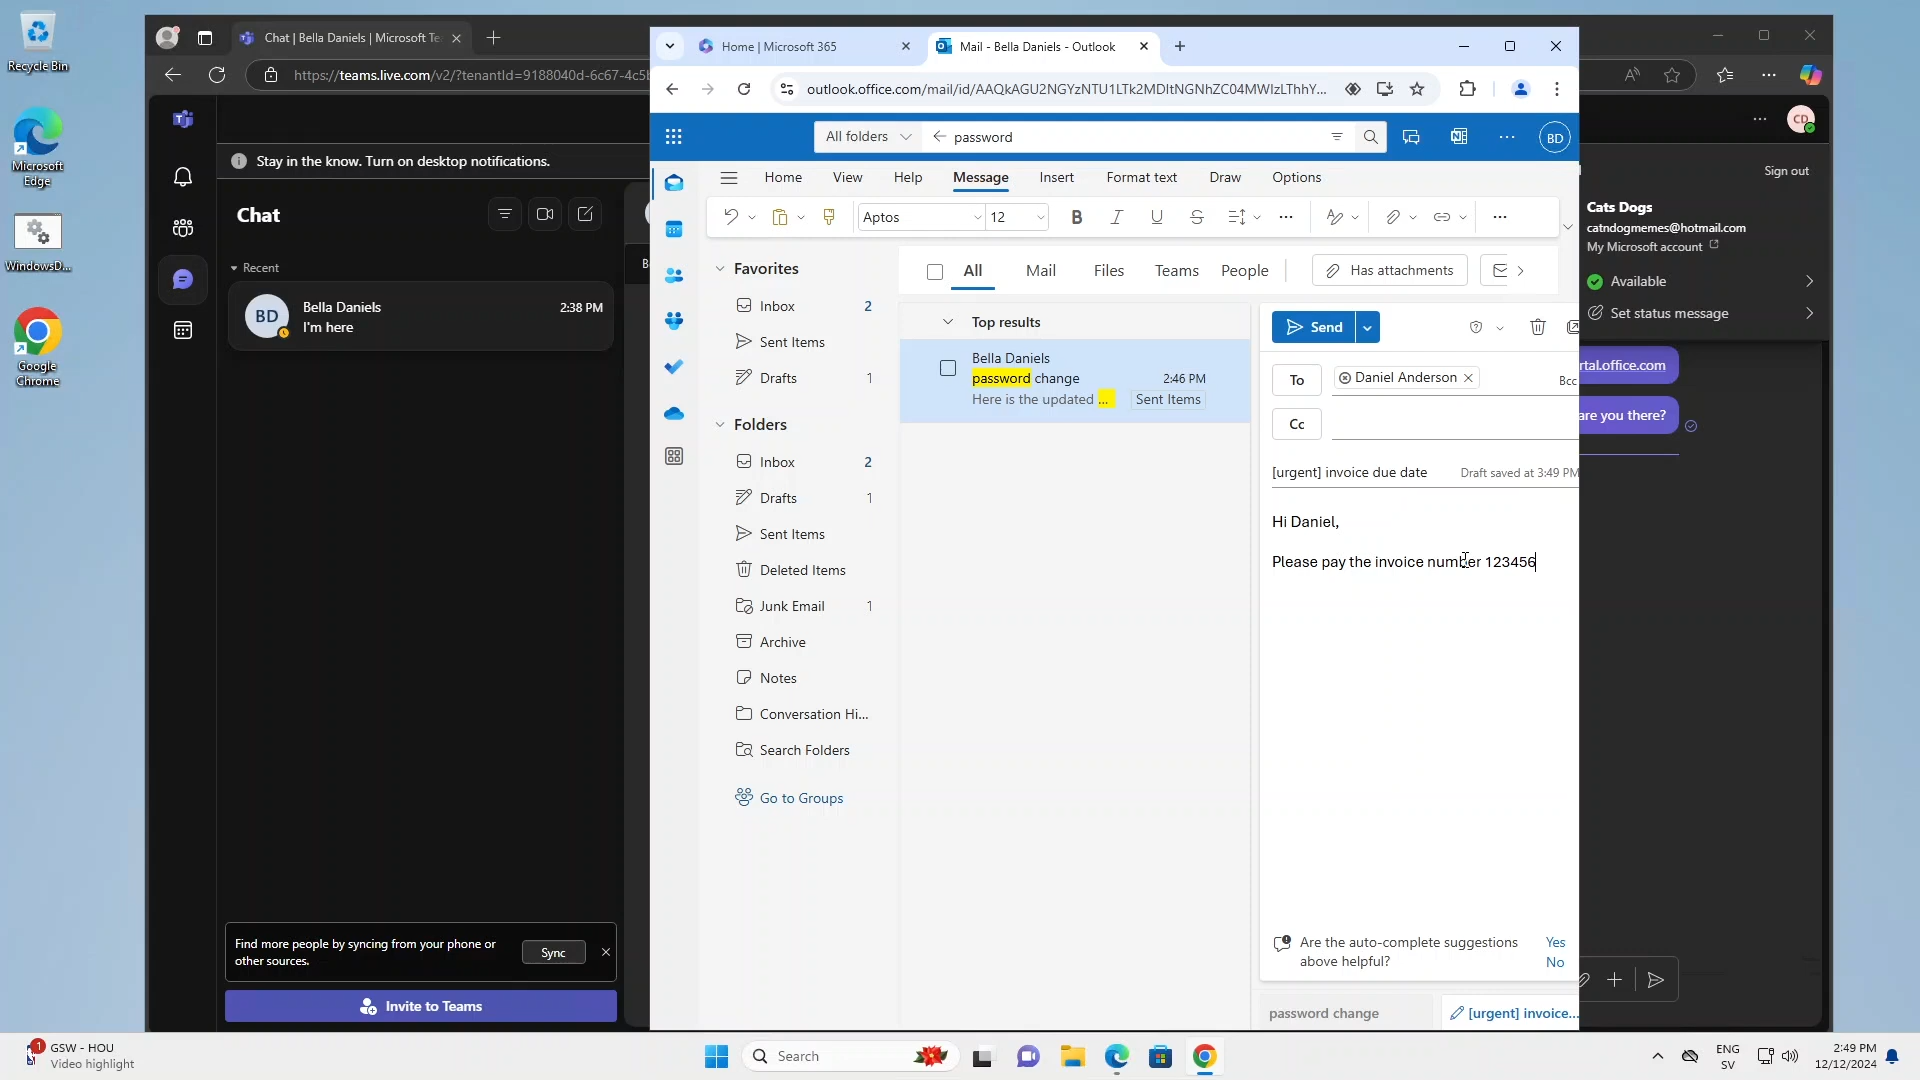 Recycle Bin
Microsoft
Edge
WindowsD...
Google
Chrome
Chat | Bella Daniels | Microsoft Te
https://teams.live.com/v2/?tenantId=9188040d-6c67-4c5b
Stay in the know. Turn on desktop notifications.
Chat
Recent
BD
Bella Daniels
2:38 PM
I'm here
Find more people by syncing from your phone or
other sources.
Sync
Invite to Teams
Home | Microsoft 365
Mail - Bella Daniels - Outlook
outlook.office.com/mail/id/AAQkAGU2NGYzNTU1LTk2MDItNGNhZC04MWIzLThhY...
All folders
password
BD
Home
View
Help
Message
Insert
Format text
Draw
Options
Aptos
12
B
I
U
S
Favorites
Inbox 2
Sent Items
Drafts 1
Folders
Inbox 2
Drafts 1
Sent Items
Deleted Items
Junk Email 1
Archive
Notes
Conversation Hi...
Search Folders
Go to Groups
All
Mail
Files
Teams
People
Has attachments
Top results
Bella Daniels
password change
2:46 PM
Here is the updated ...
Sent Items
Send
To
Daniel Anderson
Bcc
Cc
[urgent] invoice due date
Draft saved at 3:49 PM
Hi Daniel,
Please pay the invoice number 123456
Are the auto-complete suggestions
above helpful?
Yes
No
password change
[urgent] invoice...
CD
Sign out
Cats Dogs
catndogmemes@hotmail.com
My Microsoft account
Available
Set status message
rtal.office.com
are you there?
1
GSW - HOU
Video highlight
Search
ENG
SV
2:49 PM
12/12/2024